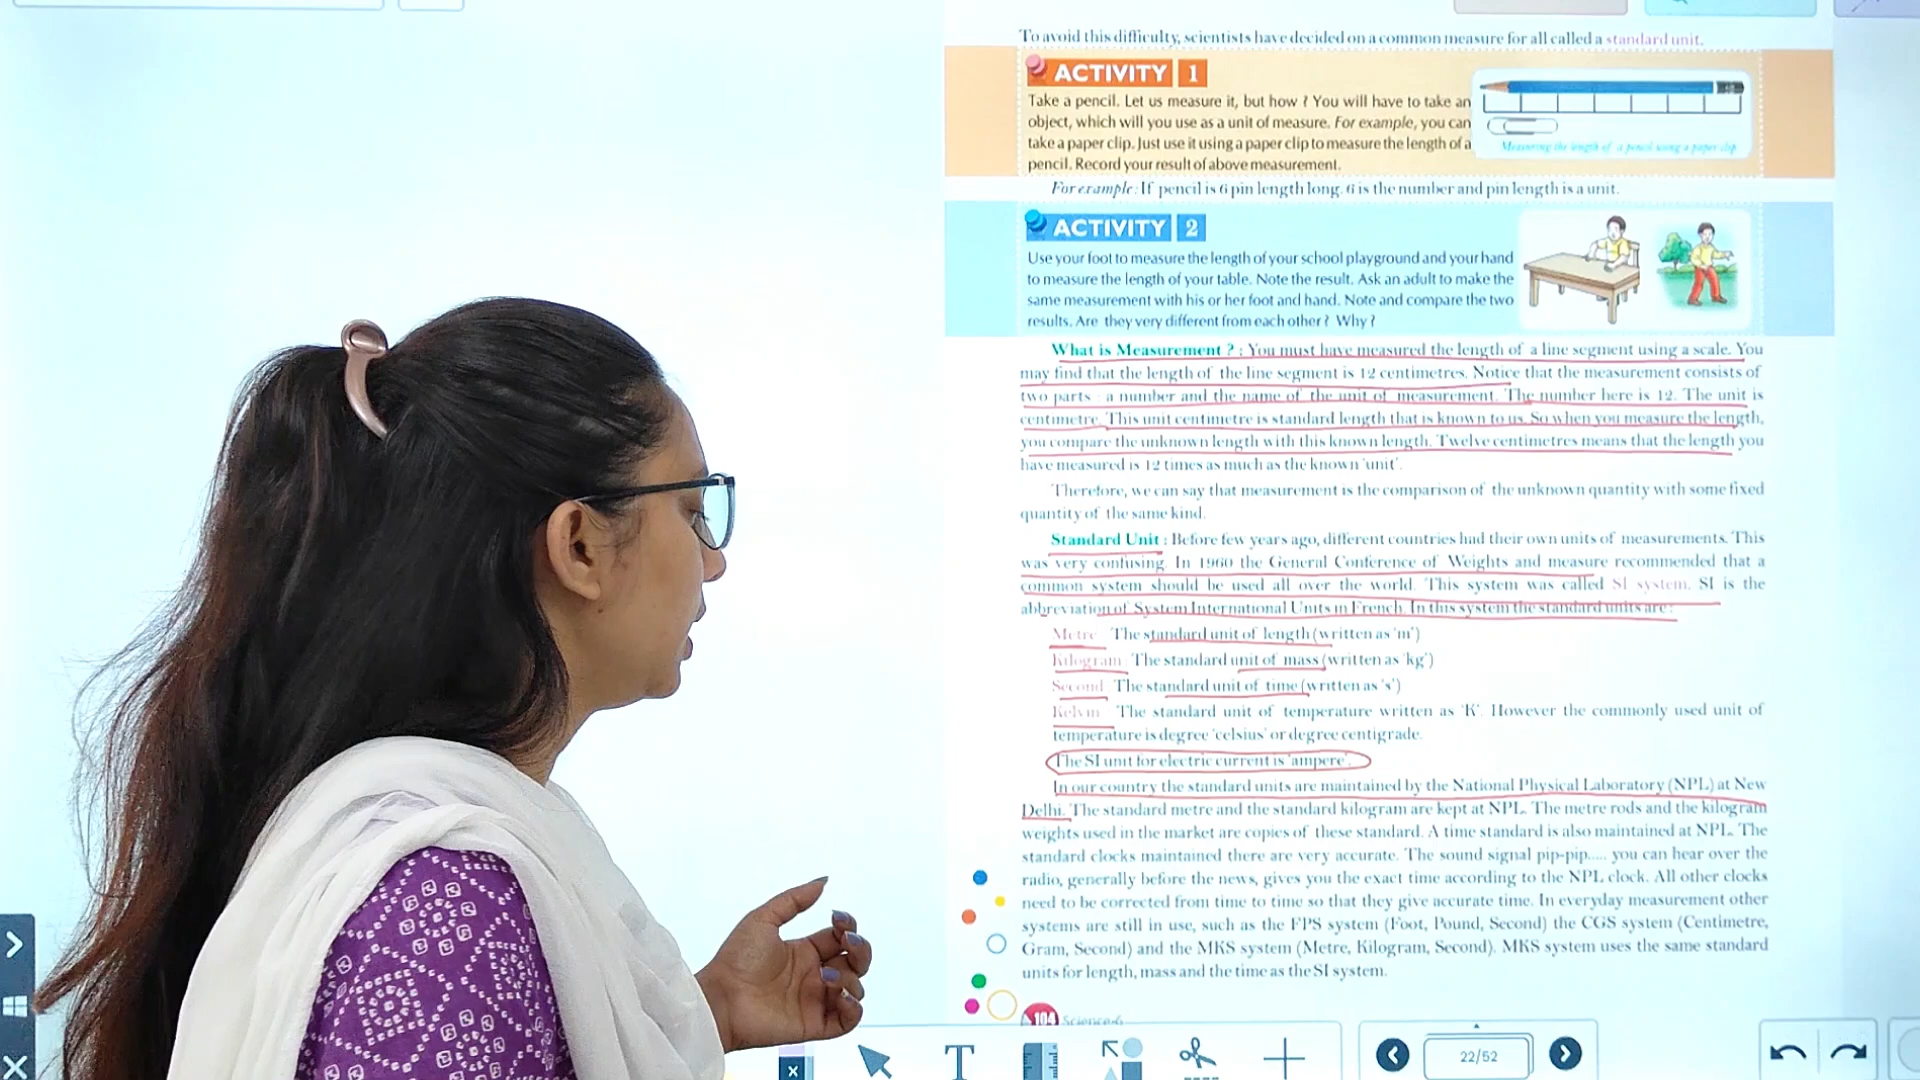 To avoid this difficulty, scientists have decided on a common measure for all called a standard unit.
ACTIVITY 1
Take a pencil. Let us measure it, but how ? You will have to take an
object, which will you use as a unit of measure. For example, you can
take a paper clip. Just use it using a paper clip to measure the length of a
pencil. Record your result of above measurement.
Measuring the length of a pencil using a paper clip
For example : If pencil is 6 pin length long. 6 is the number and pin length is a unit.
ACTIVITY 2
Use your foot to measure the length of your school playground and your hand
to measure the length of your table. Note the result. Ask an adult to make the
same measurement with his or her foot and hand. Note and compare the two
results. Are they very different from each other ? Why ?
What is Measurement ? : You must have measured the length of a line segment using a scale. You
may find that the length of the line segment is 12 centimetres. Notice that the measurement consists of
two parts : a number and the name of the unit of measurement. The number here is 12. The unit is
centimetre. This unit centimetre is standard length that is known to us. So when you measure the length,
you compare the unknown length with this known length. Twelve centimetres means that the length you
have measured is 12 times as much as the known 'unit'.
Therefore, we can say that measurement is the comparison of the unknown quantity with some fixed
quantity of the same kind.
Standard Unit : Before few years ago, different countries had their own units of measurements. This
was very confusing. In 1960 the General Conference of Weights and measure recommended that a
common system should be used all over the world. This system was called SI system. SI is the
abbreviation of System International Units in French. In this system the standard units are :
Metre The standard unit of length (written as 'm')
Kilogram The standard unit of mass (written as 'kg')
Second The standard unit of time (written as 's')
Kelvin The standard unit of temperature written as 'K'. However the commonly used unit of
temperature is degree 'celsius' or degree centigrade.
The SI unit for electric current is 'ampere'.
In our country the standard units are maintained by the National Physical Laboratory (NPL) at New
Delhi. The standard metre and the standard kilogram are kept at NPL. The metre rods and the kilogram
weights used in the market are copies of these standard. A time standard is also maintained at NPL. The
standard clocks maintained there are very accurate. The sound signal pip-pip..... you can hear over the
radio, generally before the news, gives you the exact time according to the NPL clock. All other clocks
need to be corrected from time to time so that they give accurate time. In everyday measurement other
systems are still in use, such as the FPS system (Foot, Pound, Second) the CGS system (Centimetre,
Gram, Second) and the MKS system (Metre, Kilogram, Second). MKS system uses the same standard
units for length, mass and the time as the SI system.
104 Science-6
T
22/52